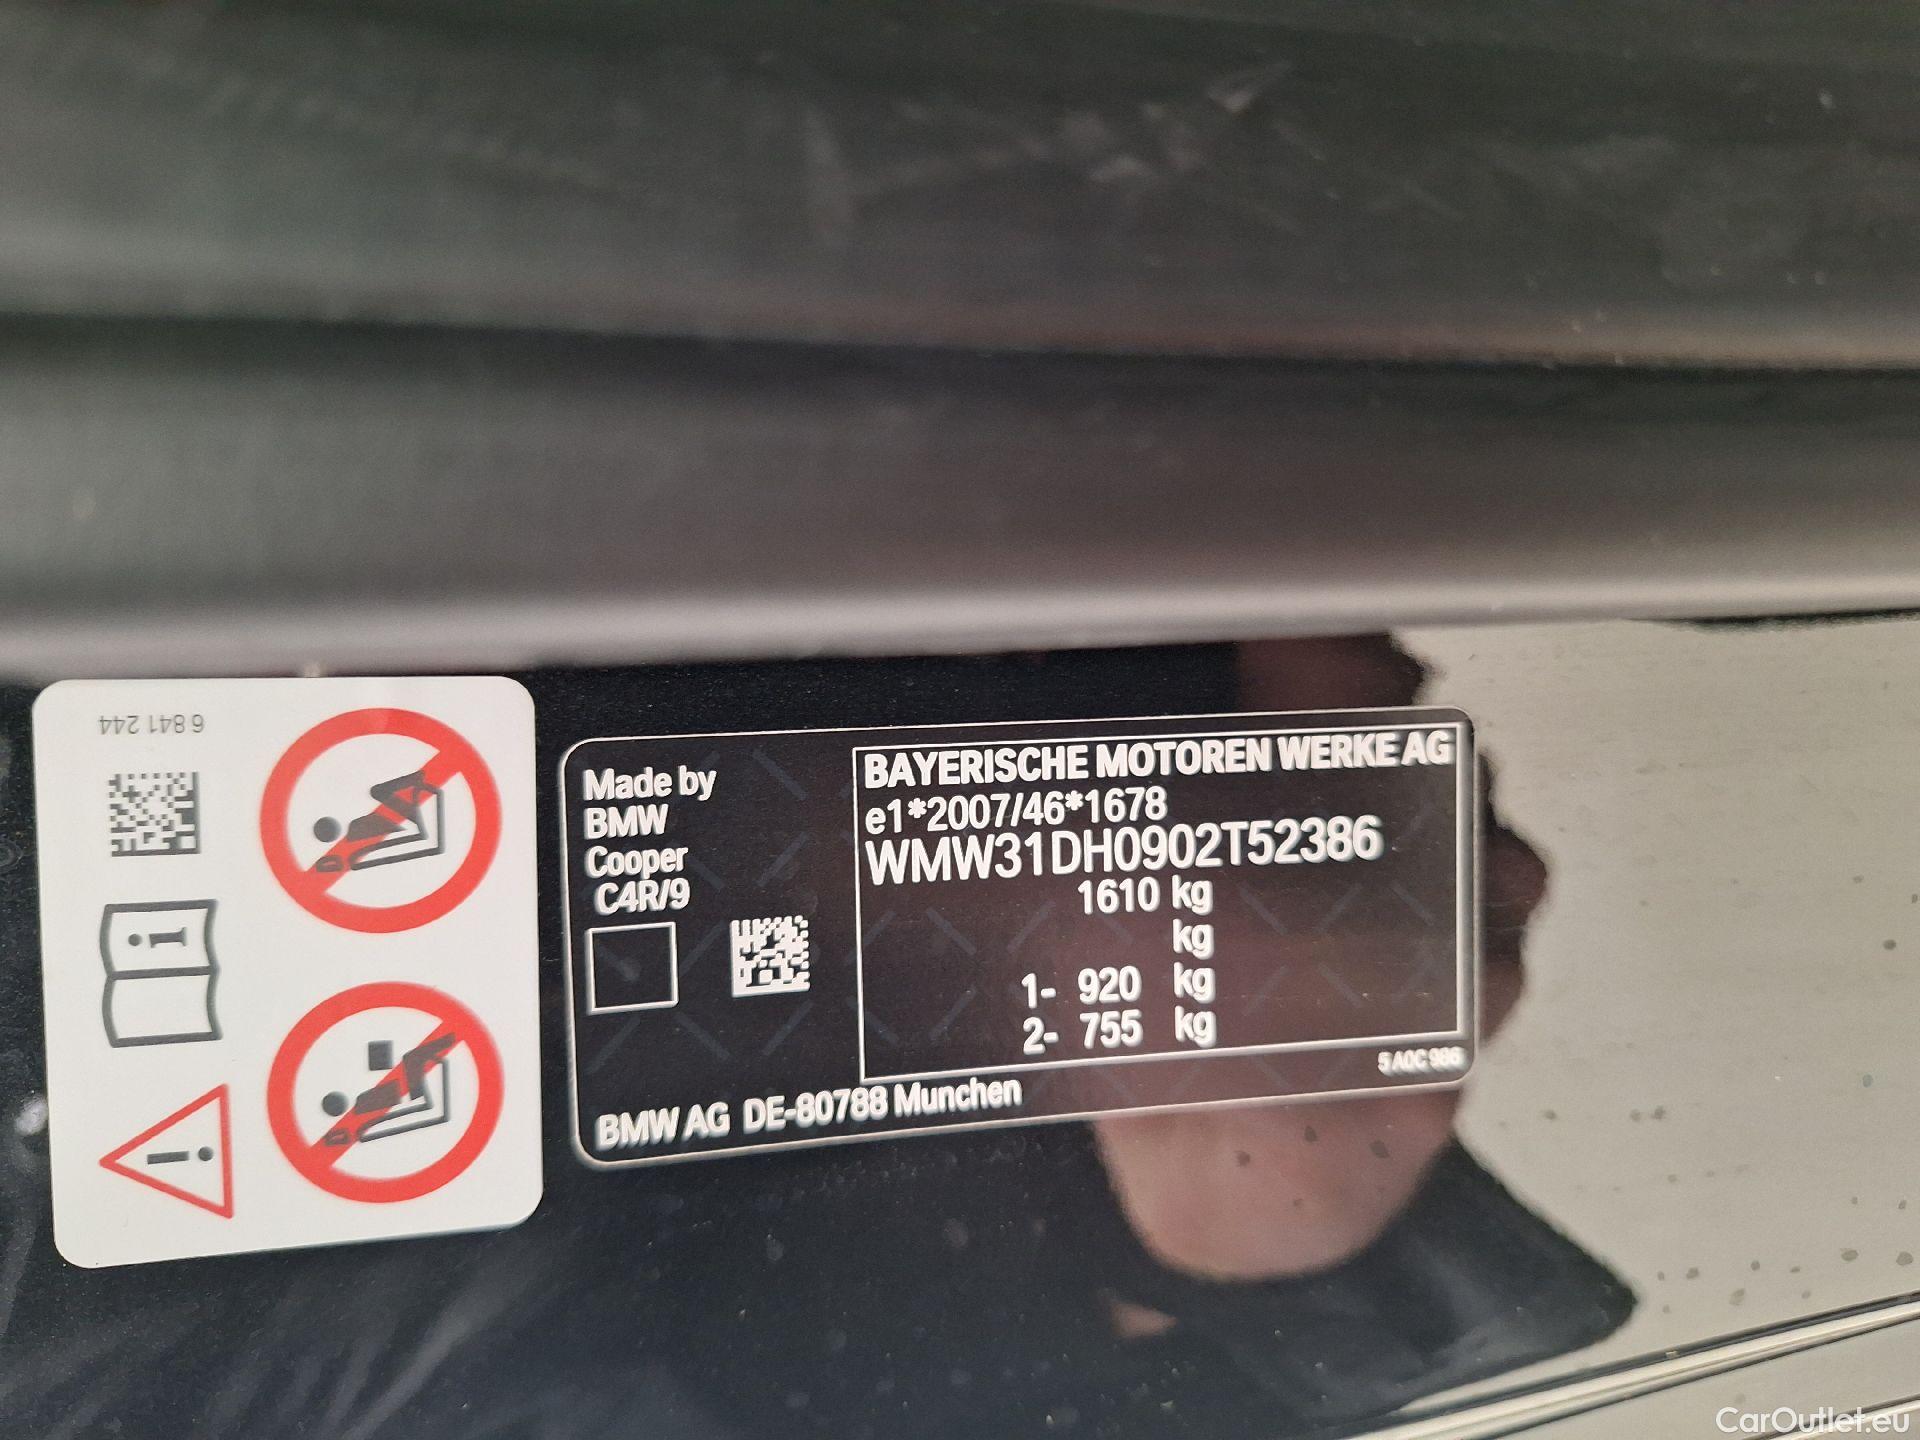 6 841 244
Made by
BMW
Cooper
C4R/9
BAYERISCHE MOTOREN WERKE AG
e1*2007/46*1678
WMW31DH0902T52386
1610 kg
kg
1- 920 kg
2- 755 kg
5 A0C 986
BMW AG DE-80788 Munchen
CarOutlet.eu